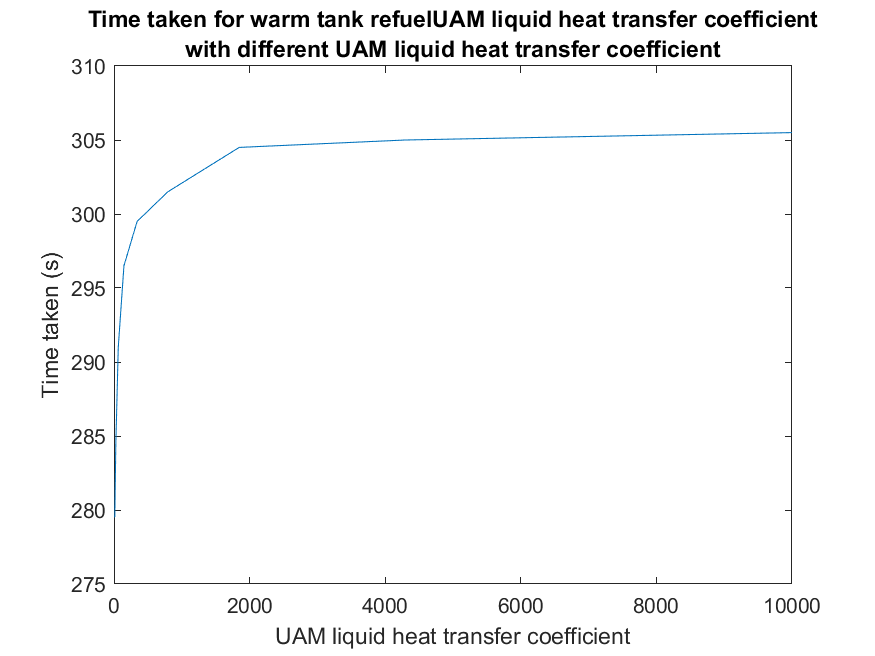 Time taken for warm tank refuelUAM liquid heat transfer coefficient
with different UAM liquid heat transfer coefficient
310
305
300
295
290
285
280
275
Time taken (s)
0 2000 4000 6000 8000 10000
UAM liquid heat transfer coefficient